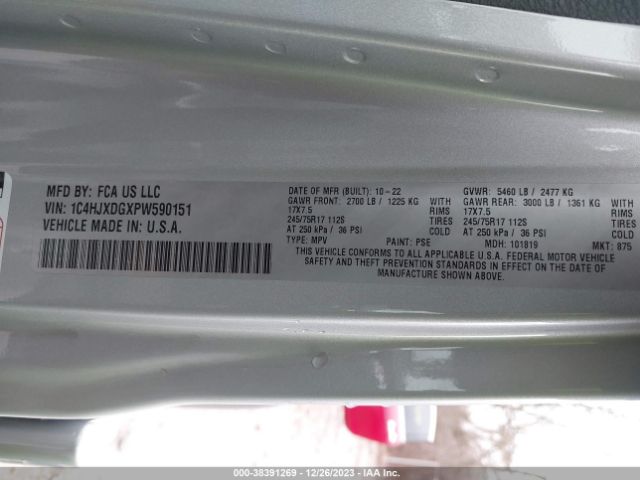 MFD BY: FCA US LLC
VIN: 1C4HJXDGXPW590151
VEHICLE MADE IN: U.S.A.
DATE OF MFR (BUILT): 10-22
GVWR: 5460 LB / 2477 KG
GAWR FRONT: 2700 LB / 1225 KG WITH
GAWR REAR: 3000 LB / 1361 KG WITH
17X7.5 RIMS
17X7.5 RIMS
245/75R17 112S TIRES
245/75R17 112S TIRES
AT 250 kPa / 36 PSI COLD
AT 250 kPa / 36 PSI COLD
TYPE: MPV PAINT: PSE MDH: 101819 MKT: 875
THIS VEHICLE CONFORMS TO ALL APPLICABLE U.S.A. FEDERAL MOTOR VEHICLE
SAFETY AND THEFT PREVENTION STANDARDS IN EFFECT ON THE DATE OF
MANUFACTURE SHOWN ABOVE.
000-38391269 - 12/26/2023 - IAA Inc.